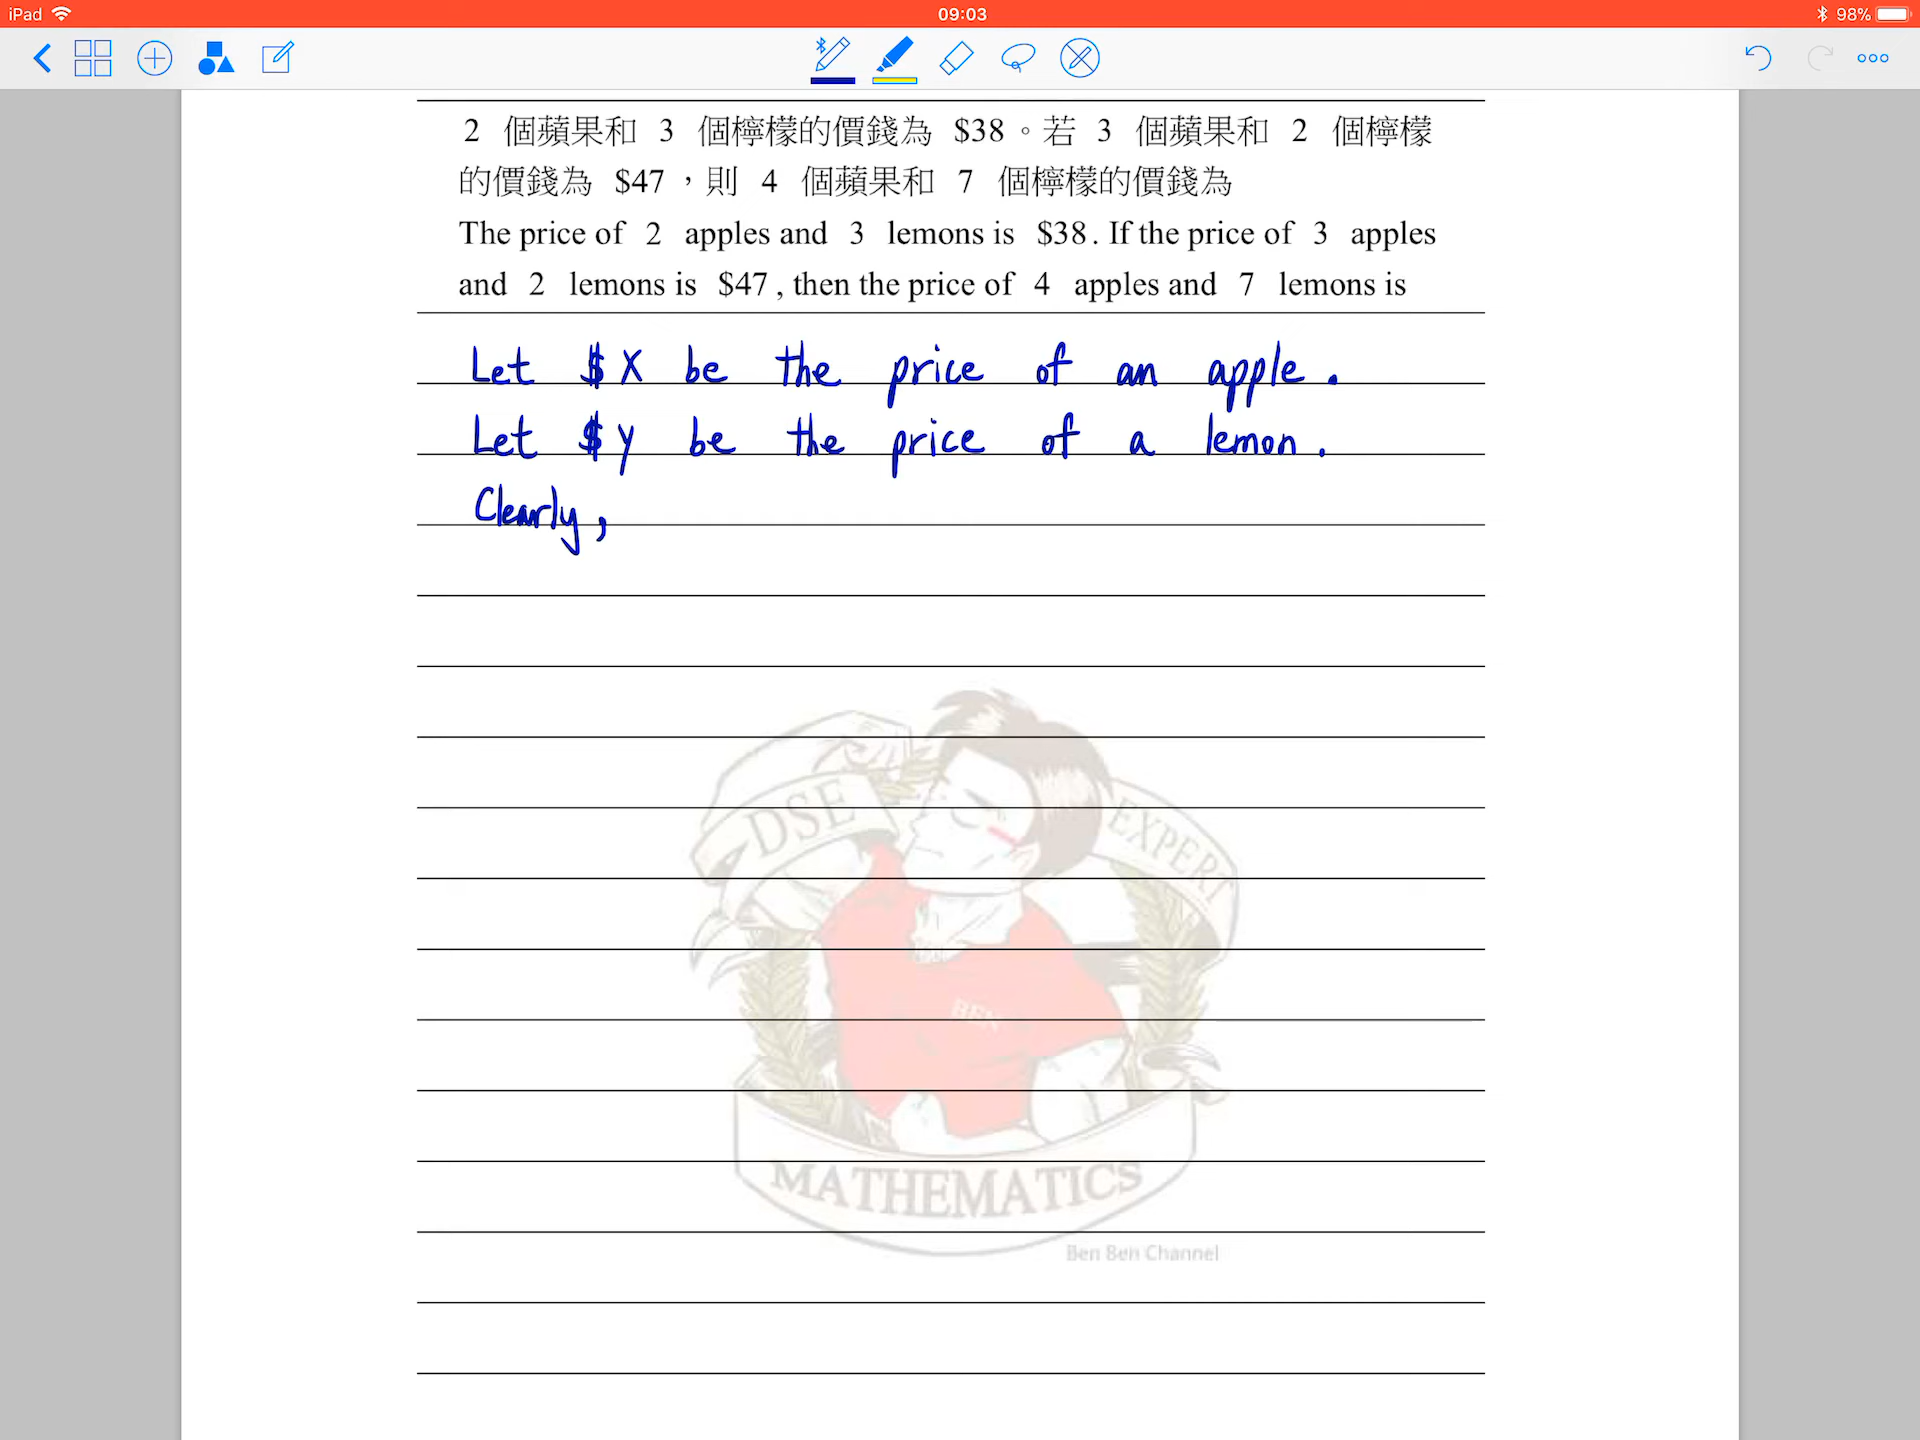 iPad 09:03 98%
2 個蘋果和 3 個檸檬的價錢為 $38。若 3 個蘋果和 2 個檸檬
的價錢為 $47，則 4 個蘋果和 7 個檸檬的價錢為
The price of 2 apples and 3 lemons is $38. If the price of 3 apples
and 2 lemons is $47, then the price of 4 apples and 7 lemons is
Let $x be the price of an apple.
Let $y be the price of a lemon.
Clearly,
DSE EXPERT
BEN
MATHEMATICS
Ben Ben Channel